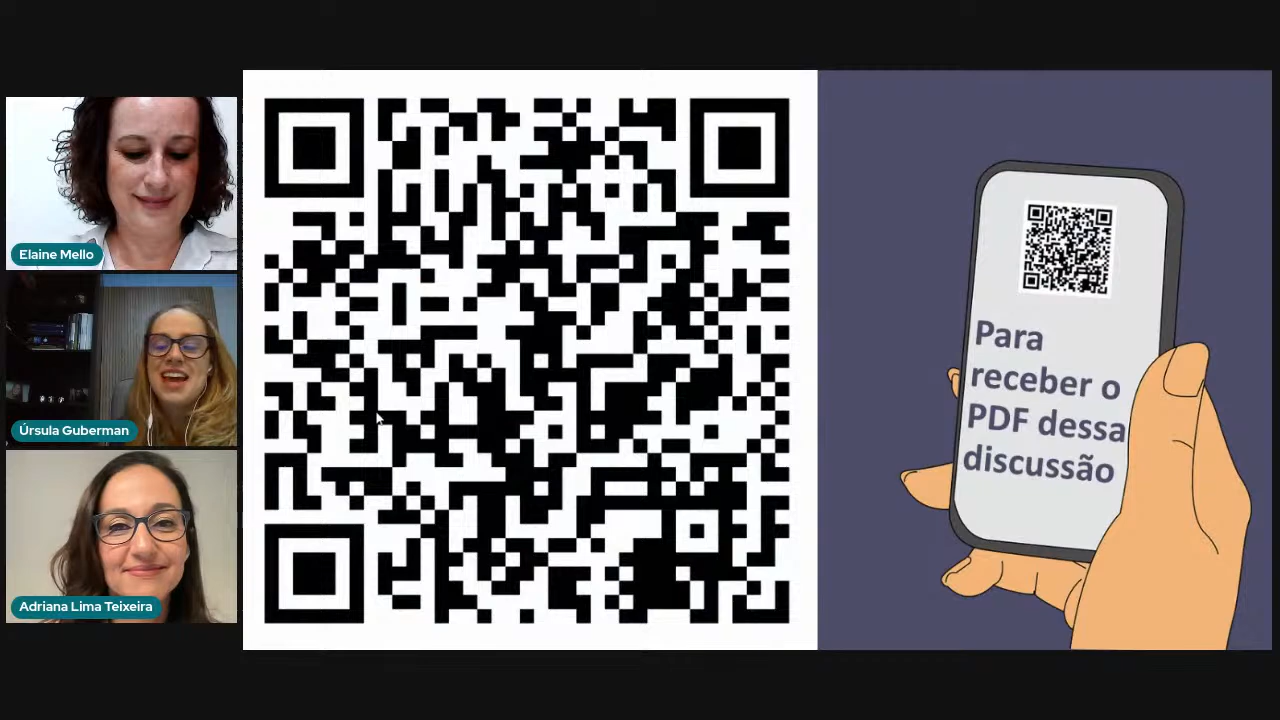 Elaine Mello
Úrsula Guberman
Adriana Lima Teixeira
Para
receber o
PDF dessa
discussão